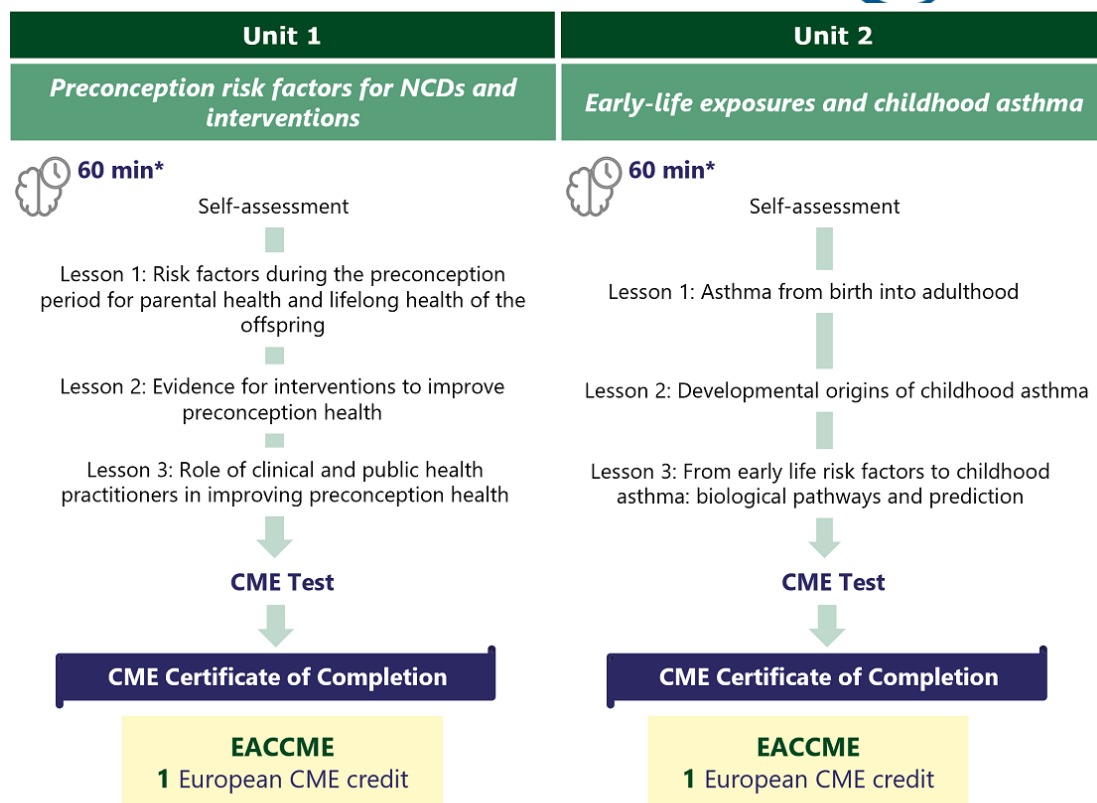 Unit 1
Preconception risk factors for NCDs and
interventions
60 min*
Self-assessment
Lesson 1: Risk factors during the preconception
period for parental health and lifelong health of the
offspring
Lesson 2: Evidence for interventions to improve
preconception health
Lesson 3: Role of clinical and public health
practitioners in improving preconception health
CME Test
CME Certificate of Completion
EACCME
1 European CME credit
Unit 2
Early-life exposures and childhood asthma
60 min*
Self-assessment
Lesson 1: Asthma from birth into adulthood
Lesson 2: Developmental origins of childhood asthma
Lesson 3: From early life risk factors to childhood
asthma: biological pathways and prediction
CME Test
CME Certificate of Completion
EACCME
1 European CME credit